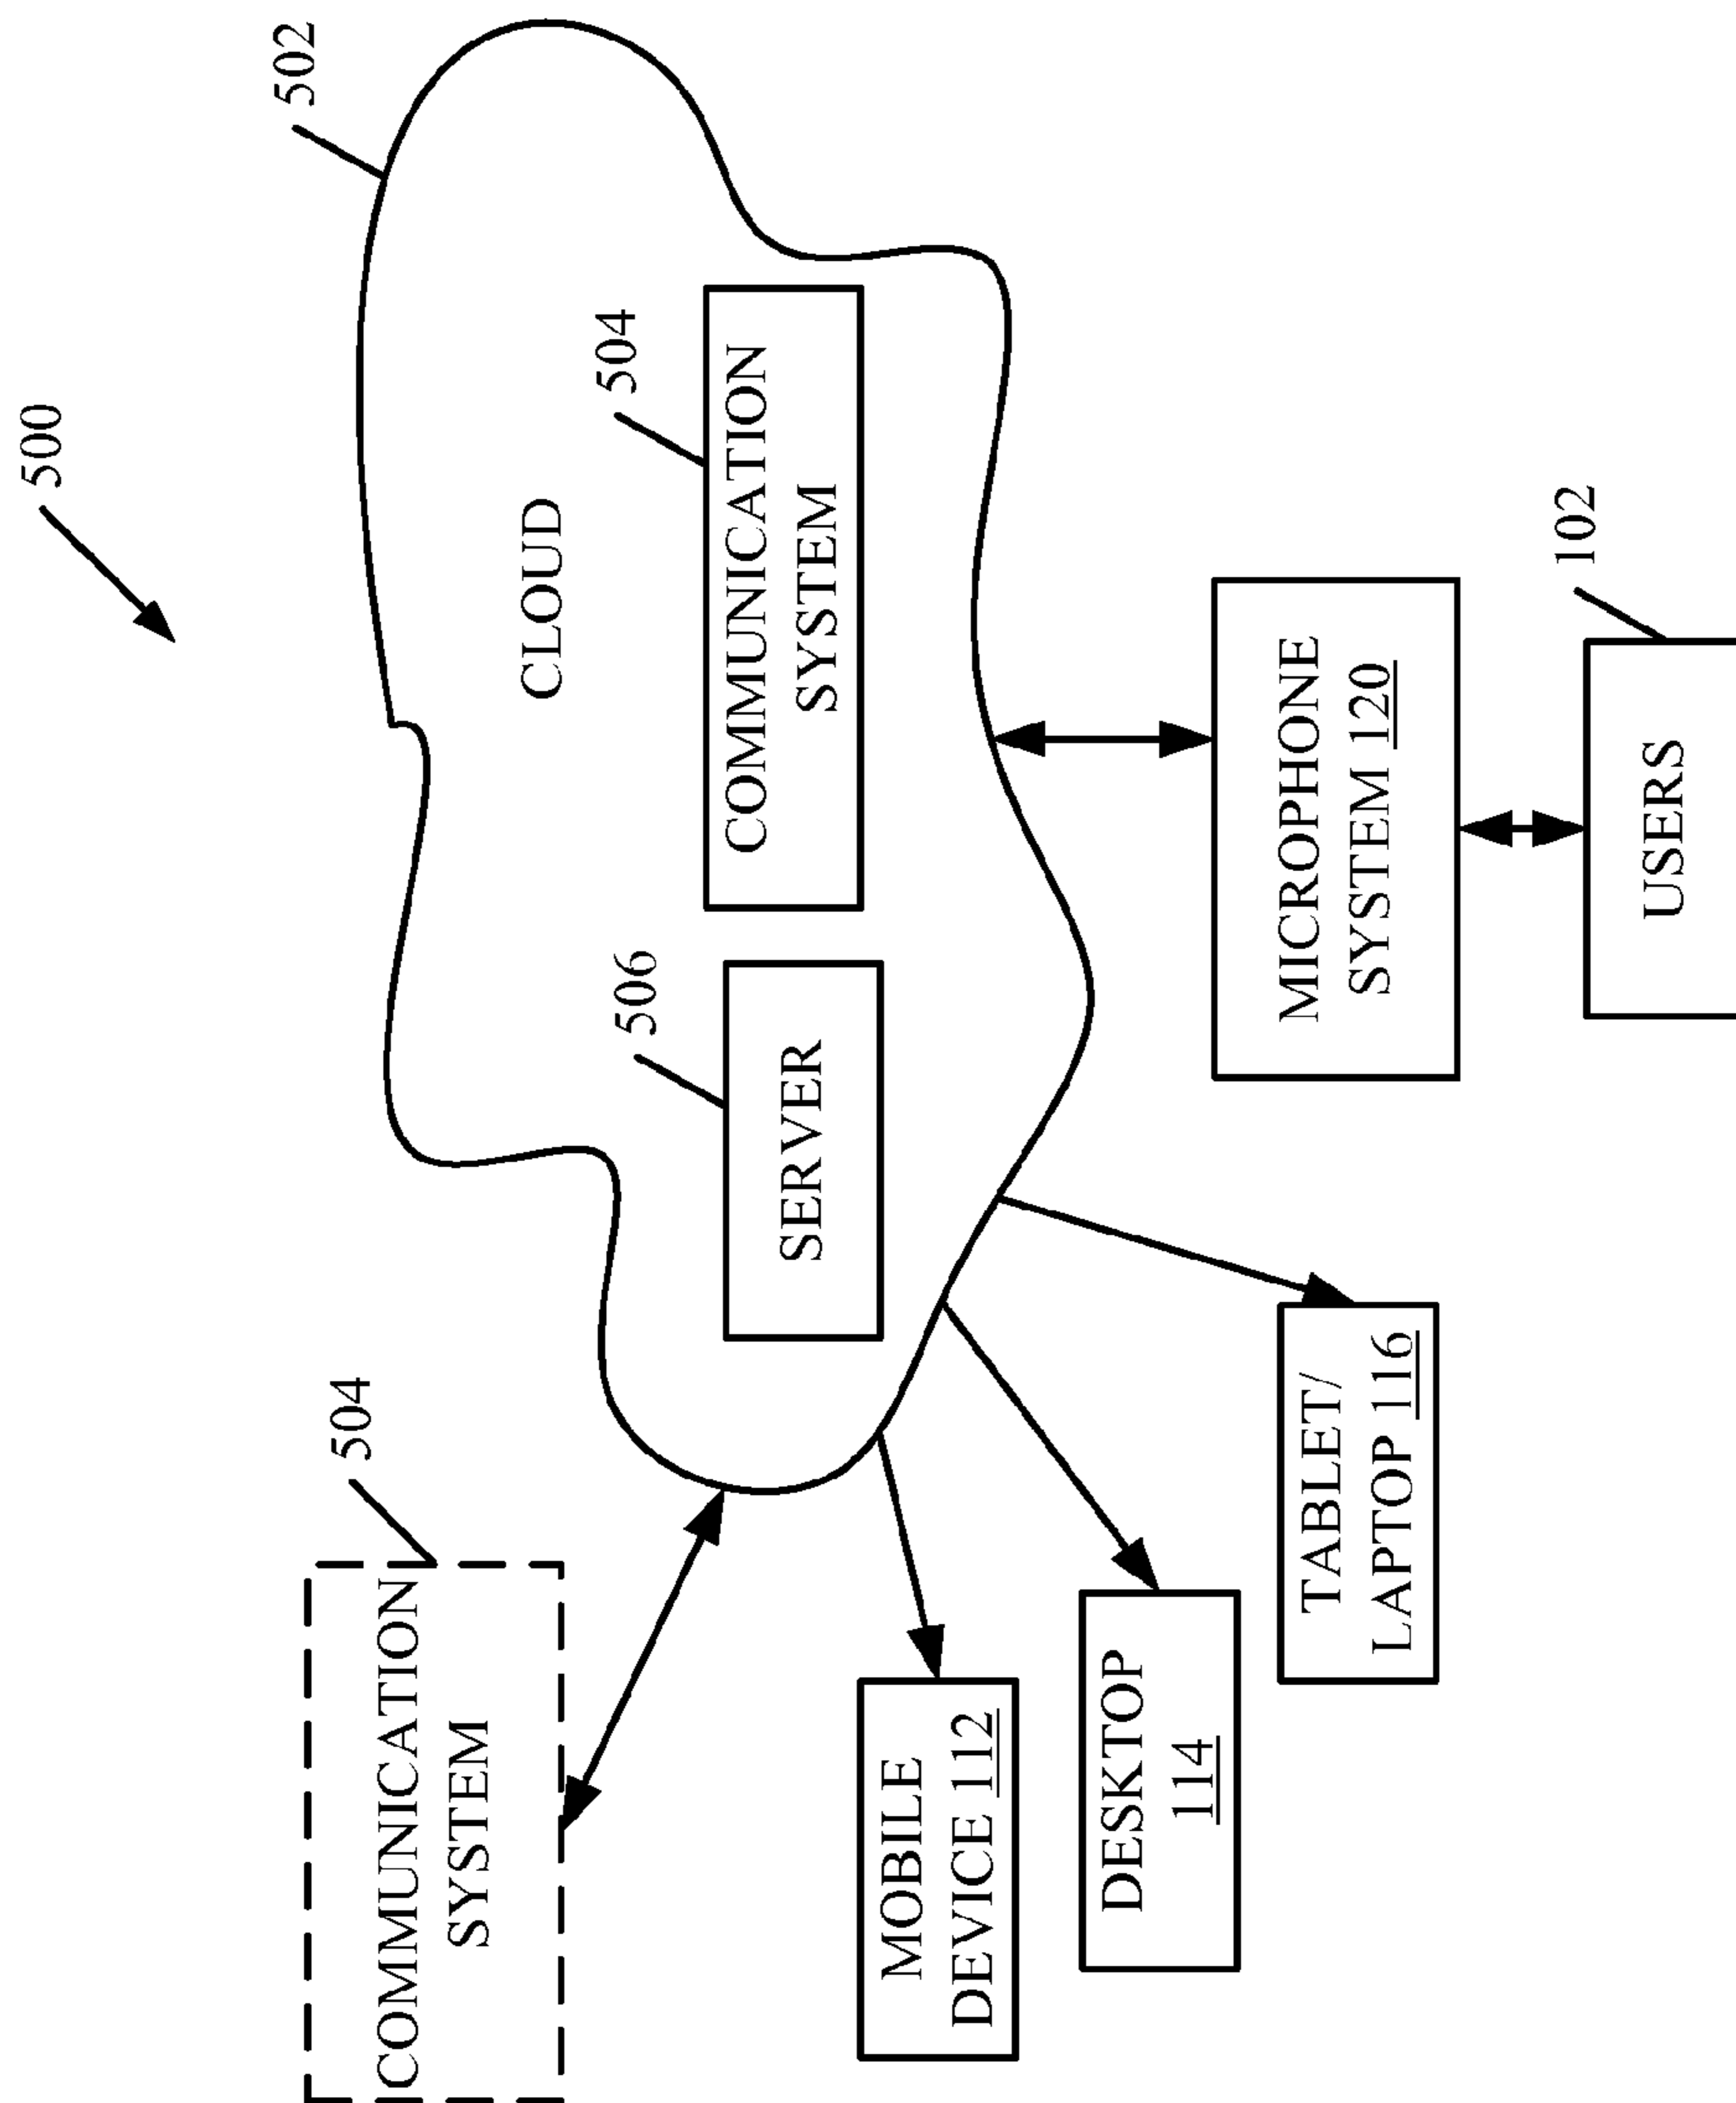 500
502
CLOUD
504
COMMUNICATION
SYSTEM
506
SERVER
504
COMMUNICATION
SYSTEM
MOBILE
DEVICE 112
DESKTOP
114
TABLET/
LAPTOP 116
MICROPHONE
SYSTEM 120
102
USERS